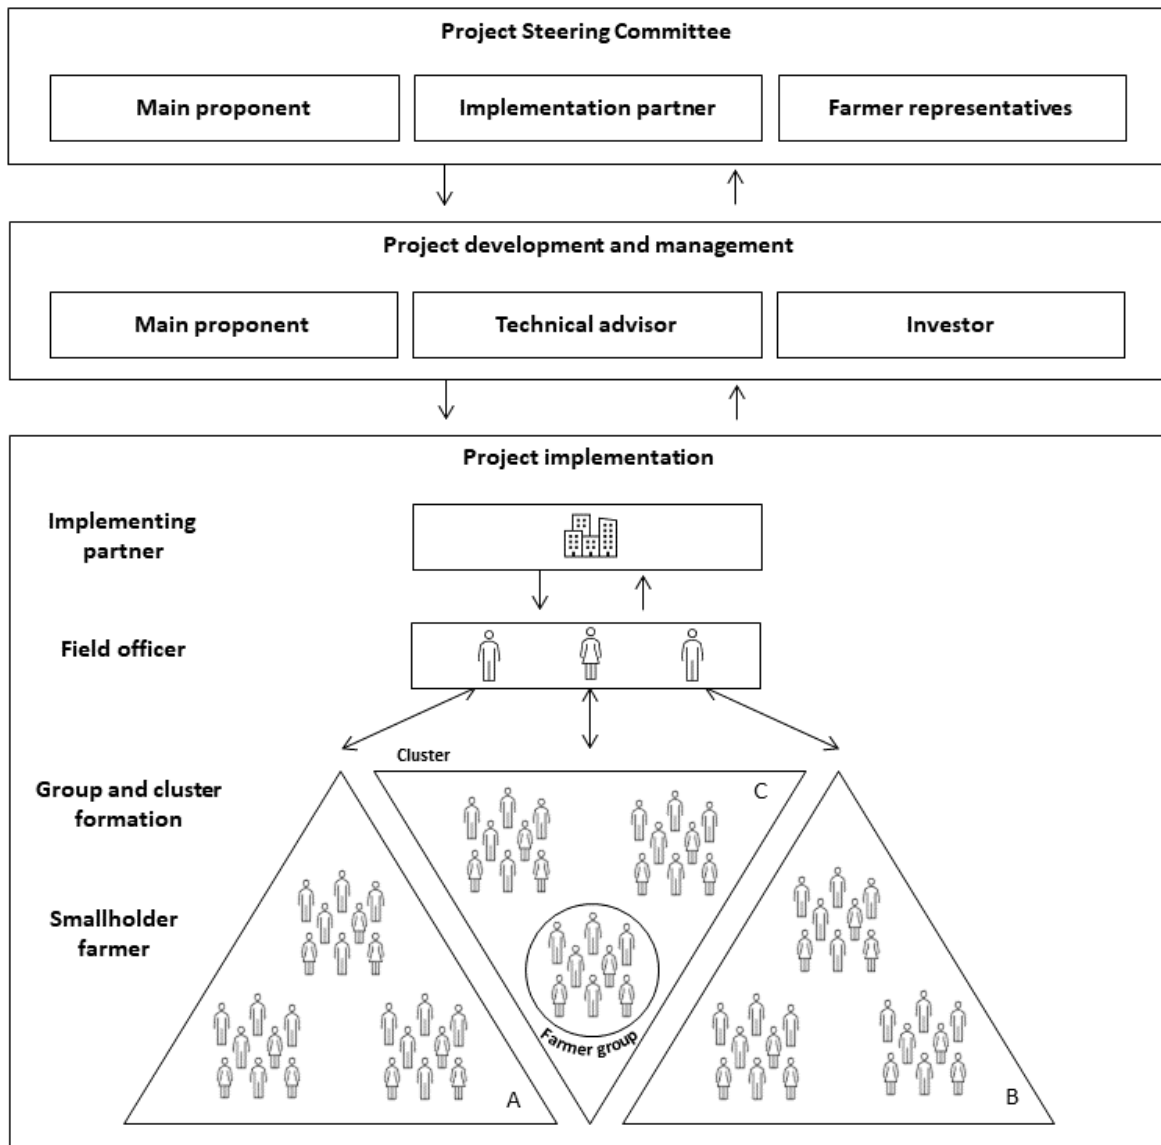 Project Steering Committee
Main proponent
Implementation partner
Farmer representatives
Project development and management
Main proponent
Technical advisor
Investor
Project implementation
Implementing
partner
Field officer
Cluster
Group and cluster
formation
C
Smallholder
farmer
Farmer group
A
B